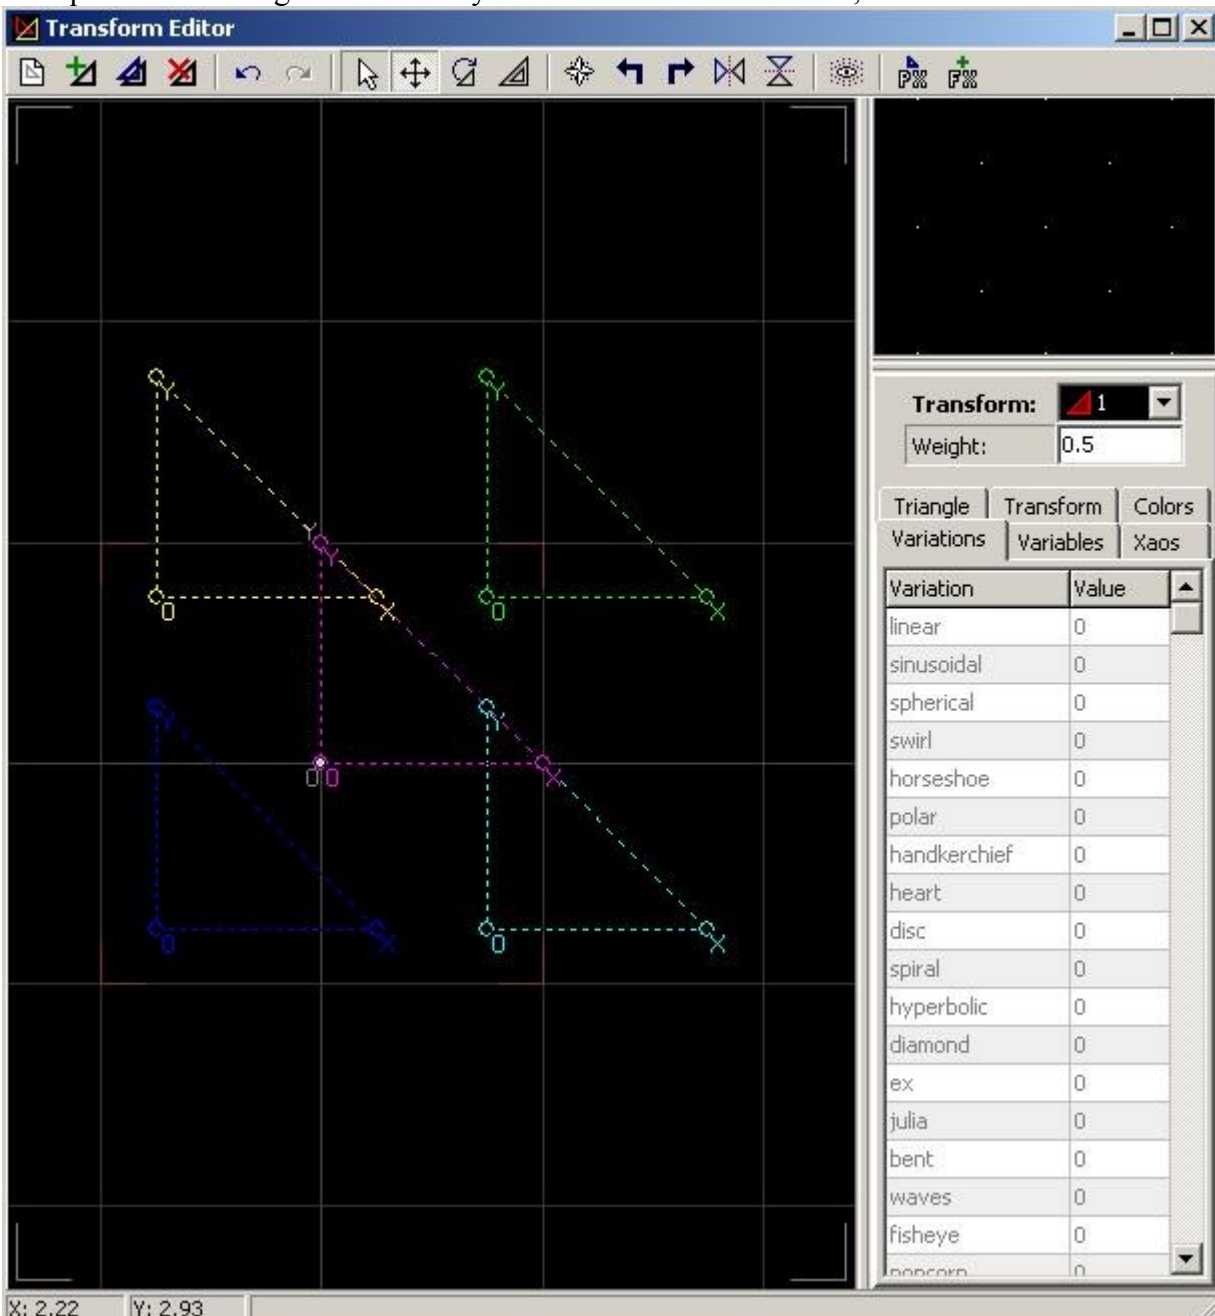 Transform Editor
Transform: 1
Weight: 0.5
Triangle Transform Colors
Variations Variables Xaos
Variation Value
linear 0
sinusoidal 0
spherical 0
swirl 0
horseshoe 0
polar 0
handkerchief 0
heart 0
disc 0
spiral 0
hyperbolic 0
diamond 0
ex 0
julia 0
bent 0
waves 0
fisheye 0
popcorn 0
Y Y
Y Y
O X O X
Y Y
O O X
O X O X
X: 2.22 Y: 2.93